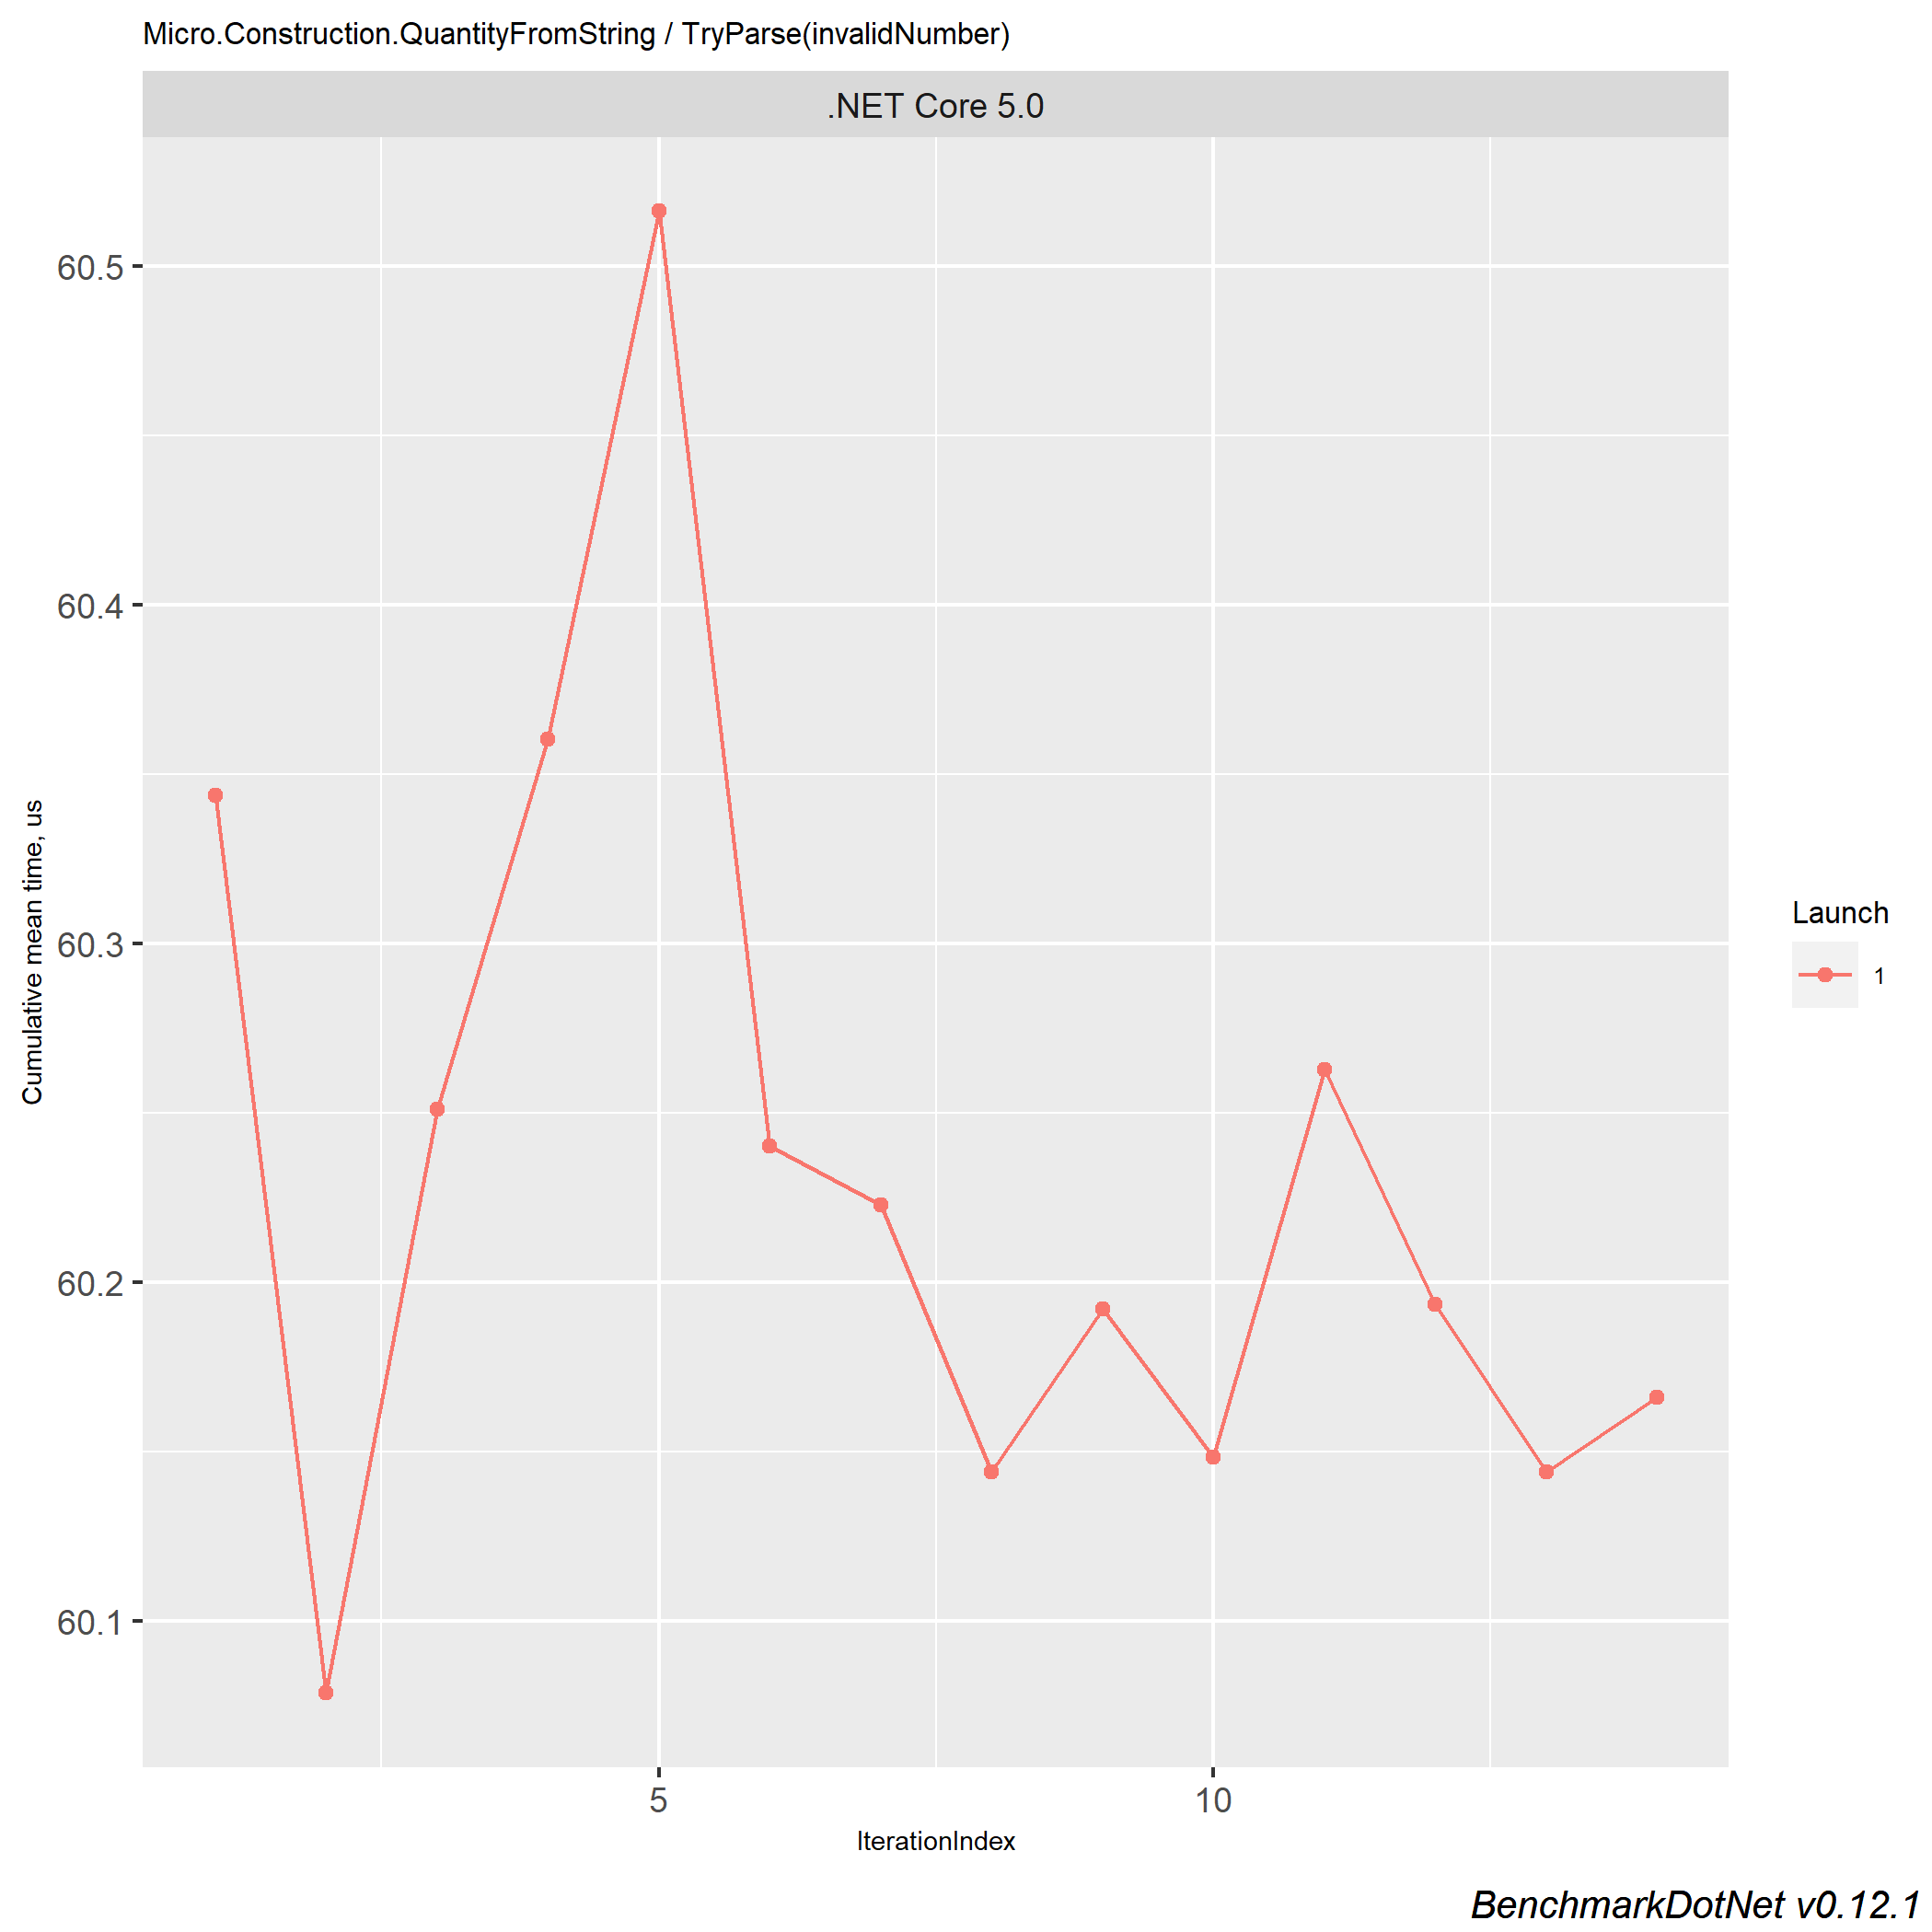 Micro.Construction.QuantityFromString / TryParse(invalidNumber)
.NET Core 5.0
60.5
60.4
60.3
60.2
60.1
Cumulative mean time, us
5
10
IterationIndex
Launch
1
BenchmarkDotNet v0.12.1